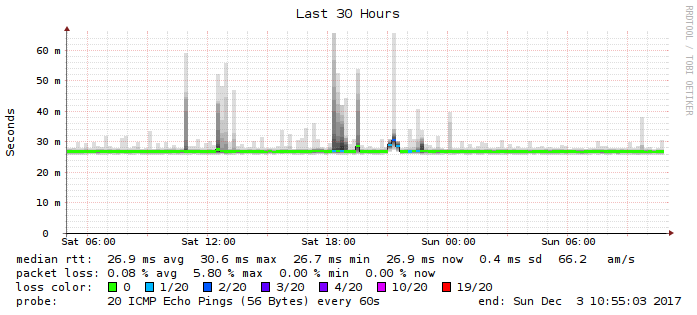 Last 30 Hours
RRDTOOL / TOBI OETIKER
Seconds
60 m
50 m
40 m
30 m
20 m
10 m
0
Sat 06:00 Sat 12:00 Sat 18:00 Sun 00:00 Sun 06:00
median rtt: 26.9 ms avg 30.6 ms max 26.7 ms min 26.9 ms now 0.4 ms sd 66.2 am/s
packet loss: 0.08 % avg 5.80 % max 0.00 % min 0.00 % now
loss color: 0 1/20 2/20 3/20 4/20 10/20 19/20
probe: 20 ICMP Echo Pings (56 Bytes) every 60s end: Sun Dec 3 10:55:03 2017